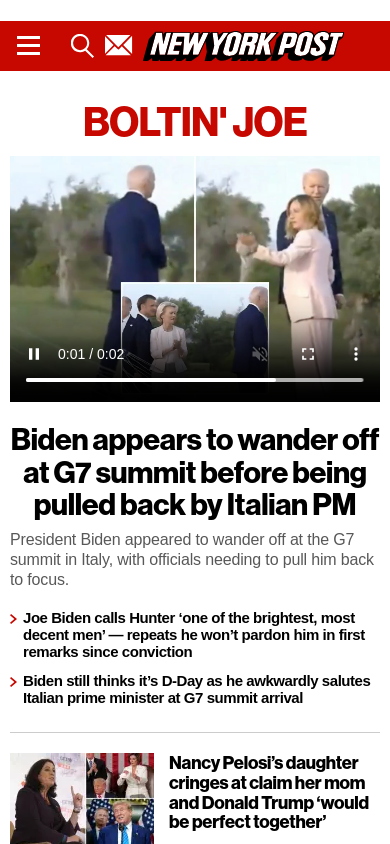 NEW YORK POST
BOLTIN' JOE
0:01 / 0:02
Biden appears to wander off
at G7 summit before being
pulled back by Italian PM
President Biden appeared to wander off at the G7
summit in Italy, with officials needing to pull him back
to focus.
Joe Biden calls Hunter ‘one of the brightest, most
decent men’ — repeats he won’t pardon him in first
remarks since conviction
Biden still thinks it’s D-Day as he awkwardly salutes
Italian prime minister at G7 summit arrival
Nancy Pelosi’s daughter
cringes at claim her mom
and Donald Trump ‘would
be perfect together’